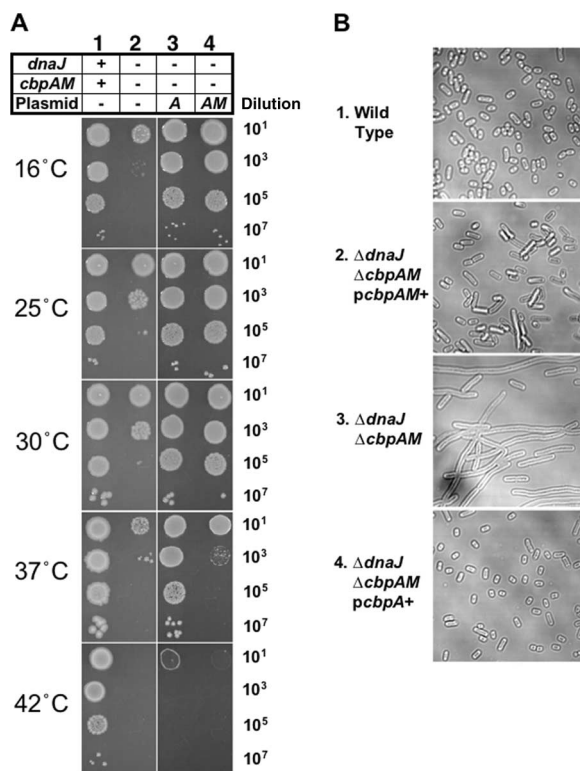 A
1 2 3 4
dnaJ + - - -
cbpAM + - - -
Plasmid - - A AM Dilution
16˚C
10¹
10³
10⁵
10⁷
25˚C
10¹
10³
10⁵
10⁷
30˚C
10¹
10³
10⁵
10⁷
37˚C
10¹
10³
10⁵
10⁷
42˚C
10¹
10³
10⁵
10⁷
B
1. Wild
Type
2. ΔdnaJ
ΔcbpAM
pcbpAM+
3. ΔdnaJ
ΔcbpAM
4. ΔdnaJ
ΔcbpAM
pcbpA+